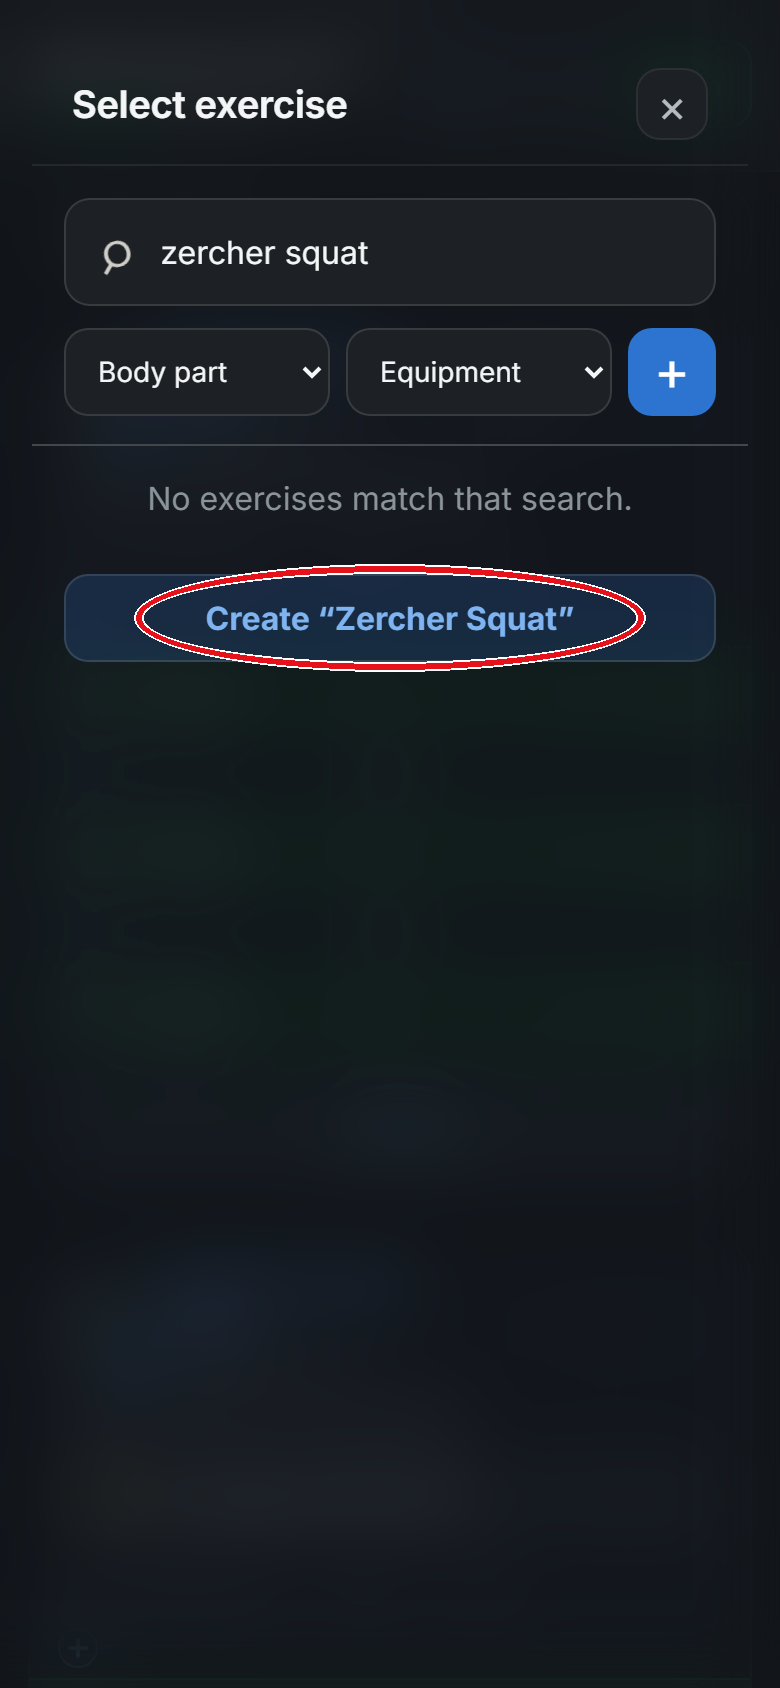 Select exercise
×
zercher squat
Body part
Equipment
+
No exercises match that search.
Create “Zercher Squat”